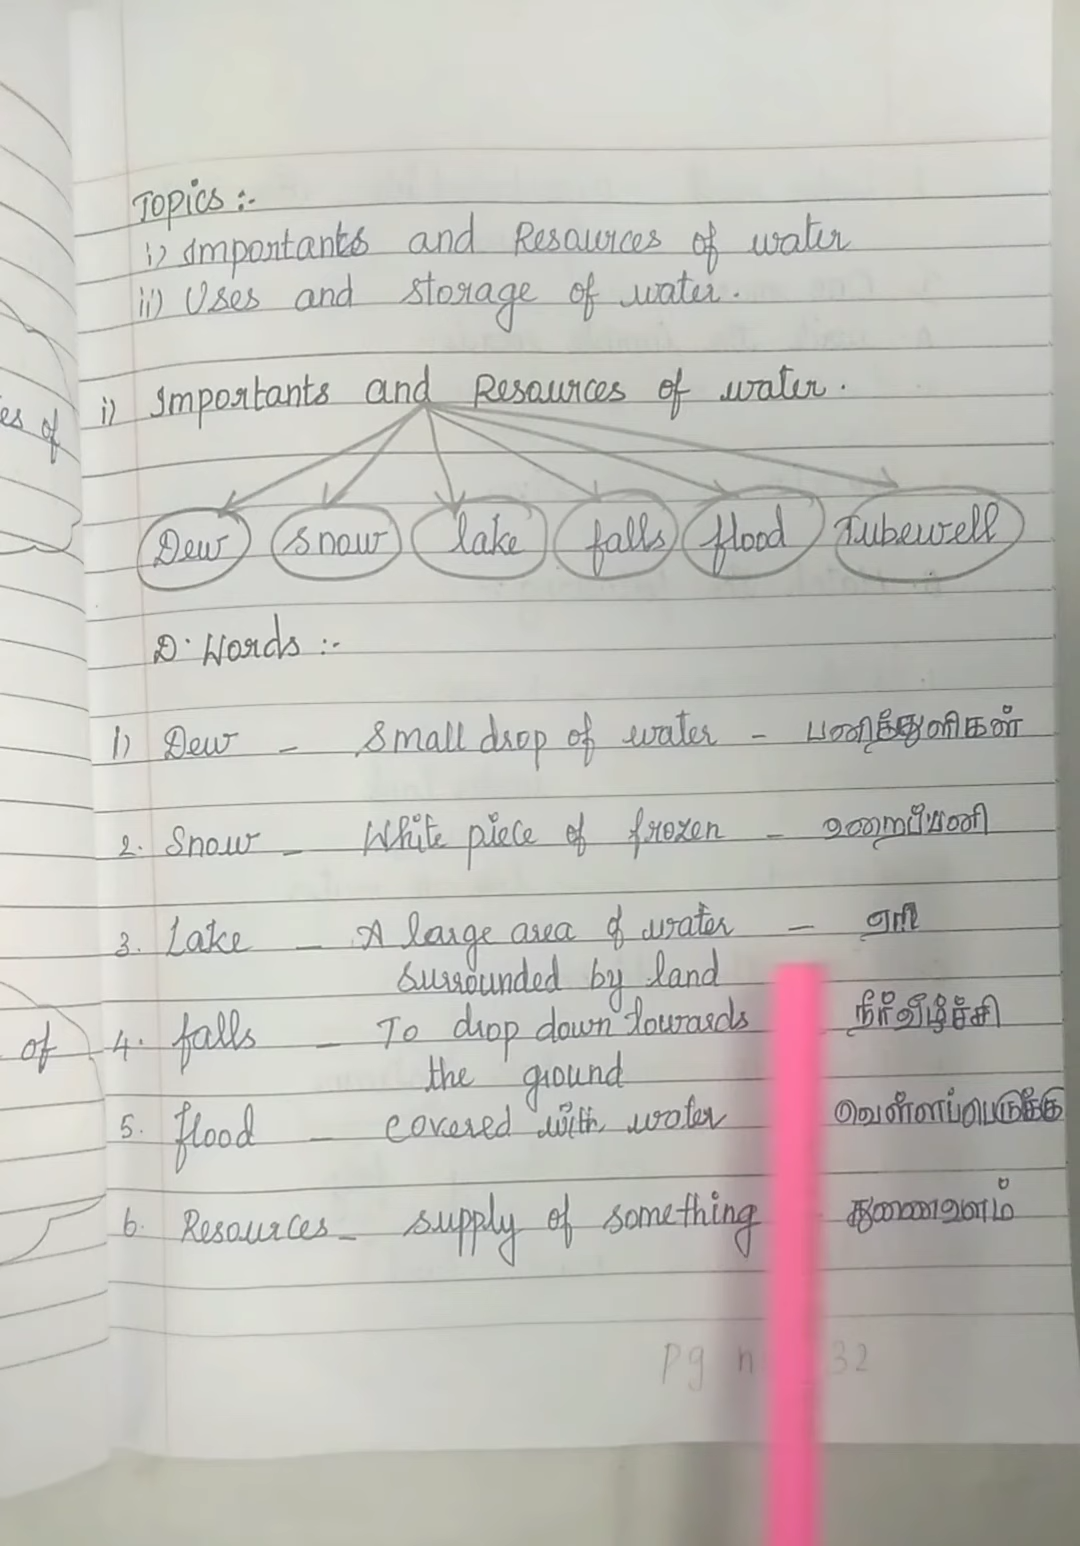 Topics :-
i) Importants and Resources of water
ii) Uses and storage of water.
es of
i) Importants and Resources of water.
Dew snow lake falls flood Tubewell
D. Words :-
1) Dew - Small drop of water - பனித்துளிகள்
2. Snow - White piece of frozen - உறைப்பனி
3. Lake - A large area of water - ஏரி
surrounded by land
of
4. falls - To drop down towards நீர்வீழ்ச்சி
the ground
5. flood - covered with water வெள்ளப்பெருக்கு
6. Resources - supply of something
Pg n 32